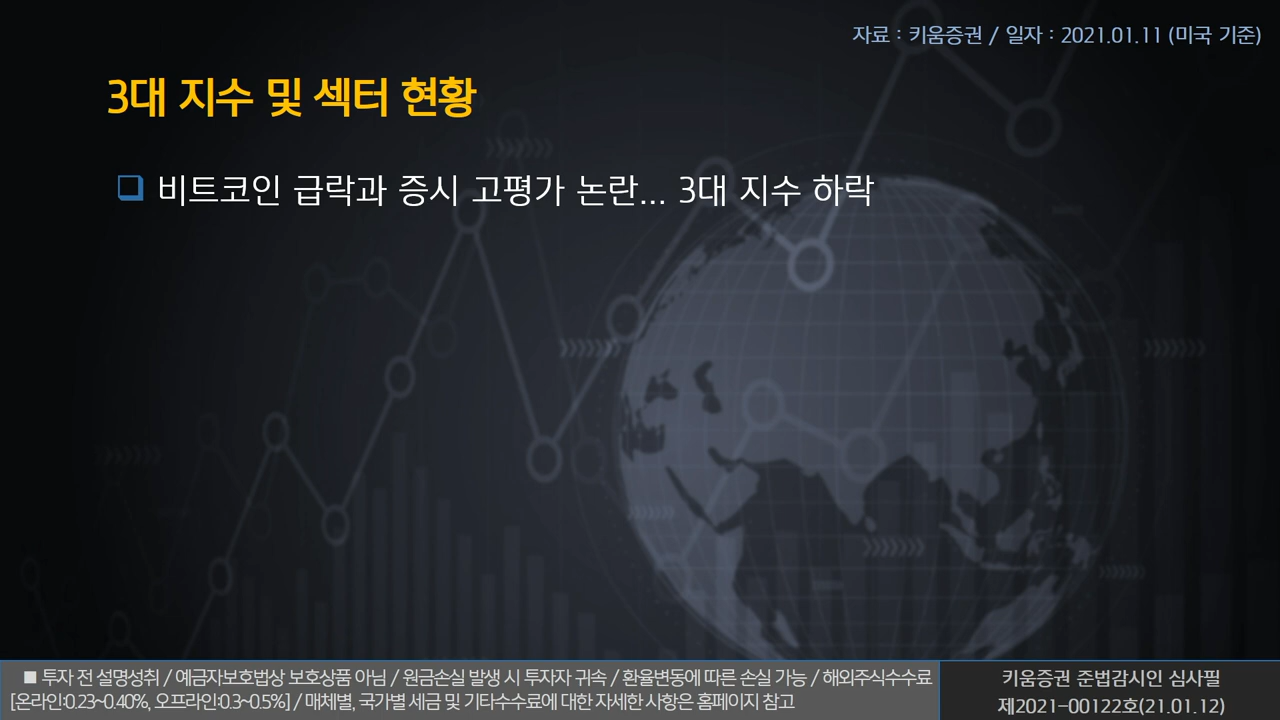 자료 : 키움증권 / 일자 : 2021.01.11 (미국 기준)
3대 지수 및 섹터 현황
비트코인 급락과 증시 고평가 논란... 3대 지수 하락
■ 투자 전 설명성취 / 예금자보호법상 보호상품 아님 / 원금손실 발생 시 투자자 귀속 / 환율변동에 따른 손실 가능 / 해외주식수수료
[온라인:0.23~0.40%, 오프라인:0.3~0.5%] / 매체별, 국가별 세금 및 기타수수료에 대한 자세한 사항은 홈페이지 참고
키움증권 준법감시인 심사필
제2021-00122호(21.01.12)